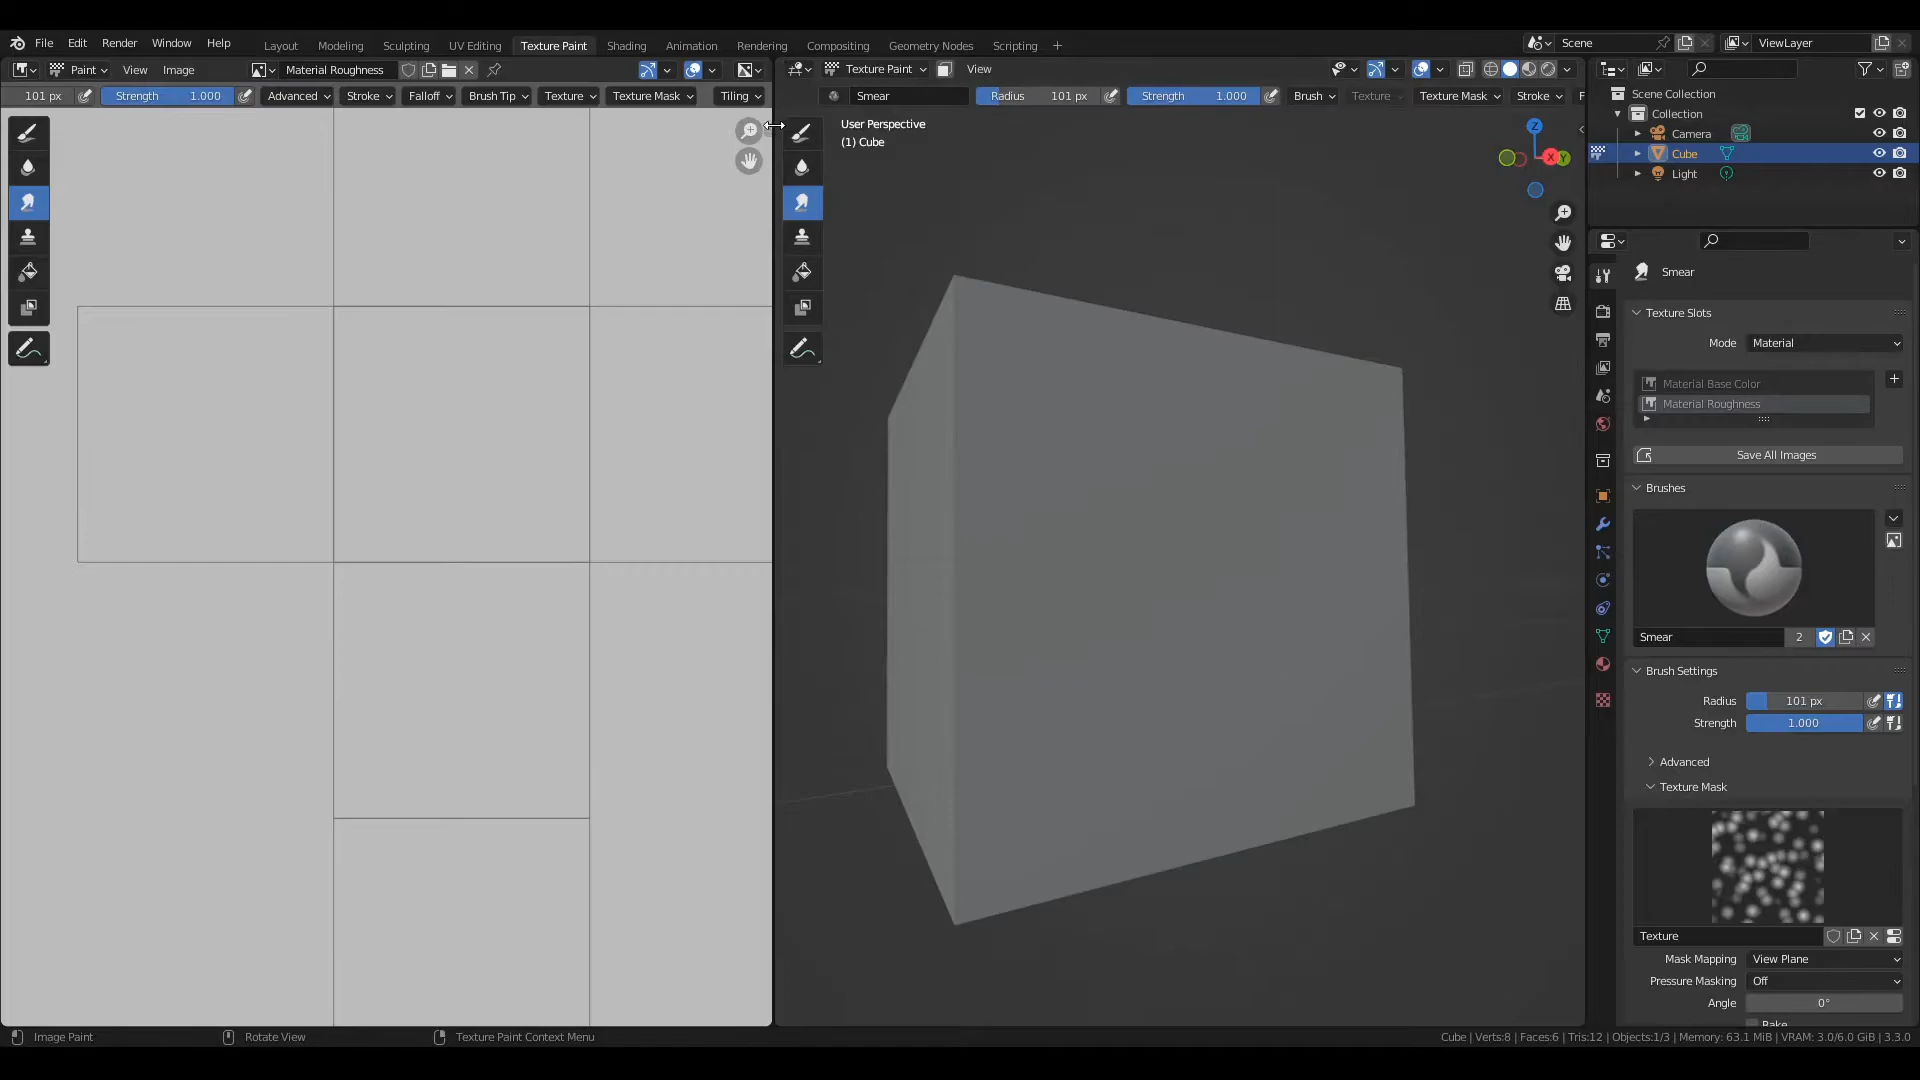 File Edit Render Window Help Layout Modeling Sculpting UV Editing Texture Paint Shading Animation Rendering Compositing Geometry Nodes Scripting + Scene ViewLayer
Paint View Image Material Roughness Texture Paint View
101 px Strength 1.000 Advanced Stroke Falloff Brush Tip Texture Texture Mask Tiling Smear Radius 101 px Strength 1.000 Brush Texture Texture Mask Stroke F
Scene Collection
Collection
Camera
Cube
Light
User Perspective
(1) Cube
Z
X
Y
Smear
Texture Slots
Mode Material
Material Base Color
Material Roughness
Save All Images
Brushes
Smear 2
Brush Settings
Radius 101 px
Strength 1.000
Advanced
Texture Mask
Texture
Mask Mapping View Plane
Pressure Masking Off
Angle 0°
Bake
Image Paint Rotate View Texture Paint Context Menu Cube | Verts:8 | Faces:6 | Tris:12 | Objects:1/3 | Memory: 63.1 MiB | VRAM: 3.0/6.0 GiB | 3.3.0